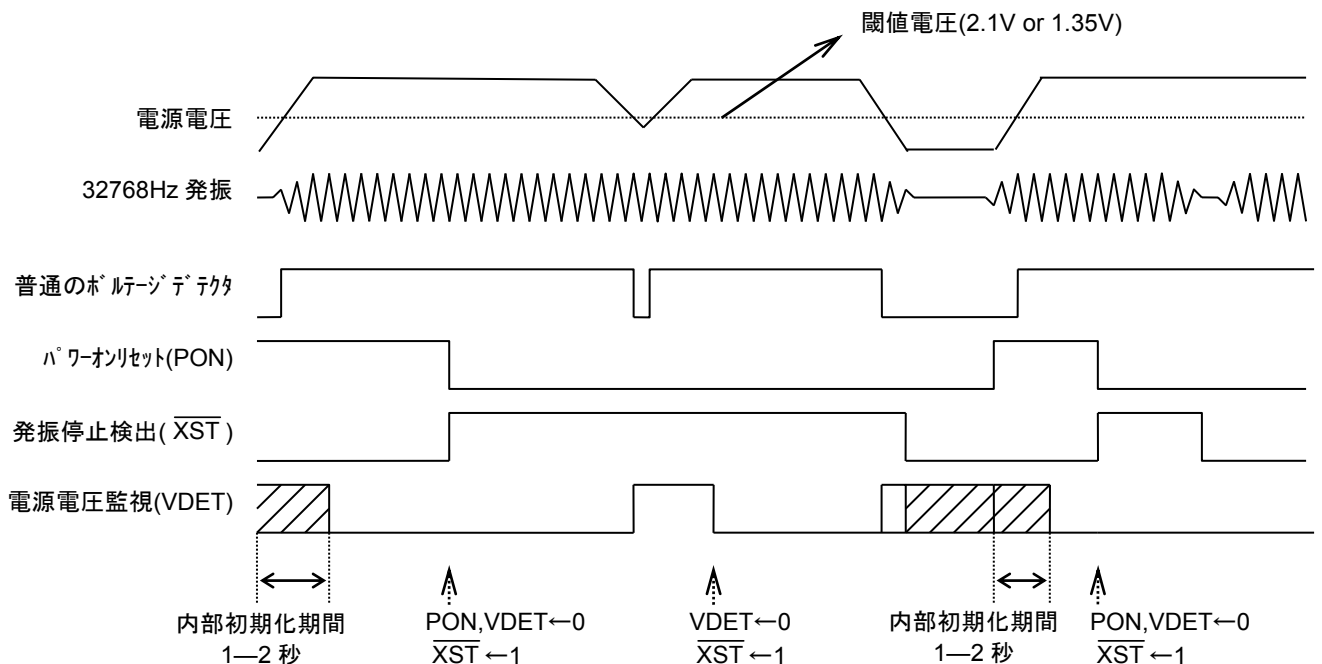 閾値電圧(2.1V or 1.35V)
電源電圧
32768Hz 発振
普通のﾎﾞﾙﾃｰｼﾞﾃﾞﾃｸﾀ
ﾊﾟﾜｰｵﾝﾘｾｯﾄ(PON)
発振停止検出( X̅S̅T̅ )
電源電圧監視(VDET)
内部初期化期間
1—2 秒
PON,VDET←0
X̅S̅T̅ ←1
VDET←0
X̅S̅T̅ ←1
内部初期化期間
1—2 秒
PON,VDET←0
X̅S̅T̅ ←1